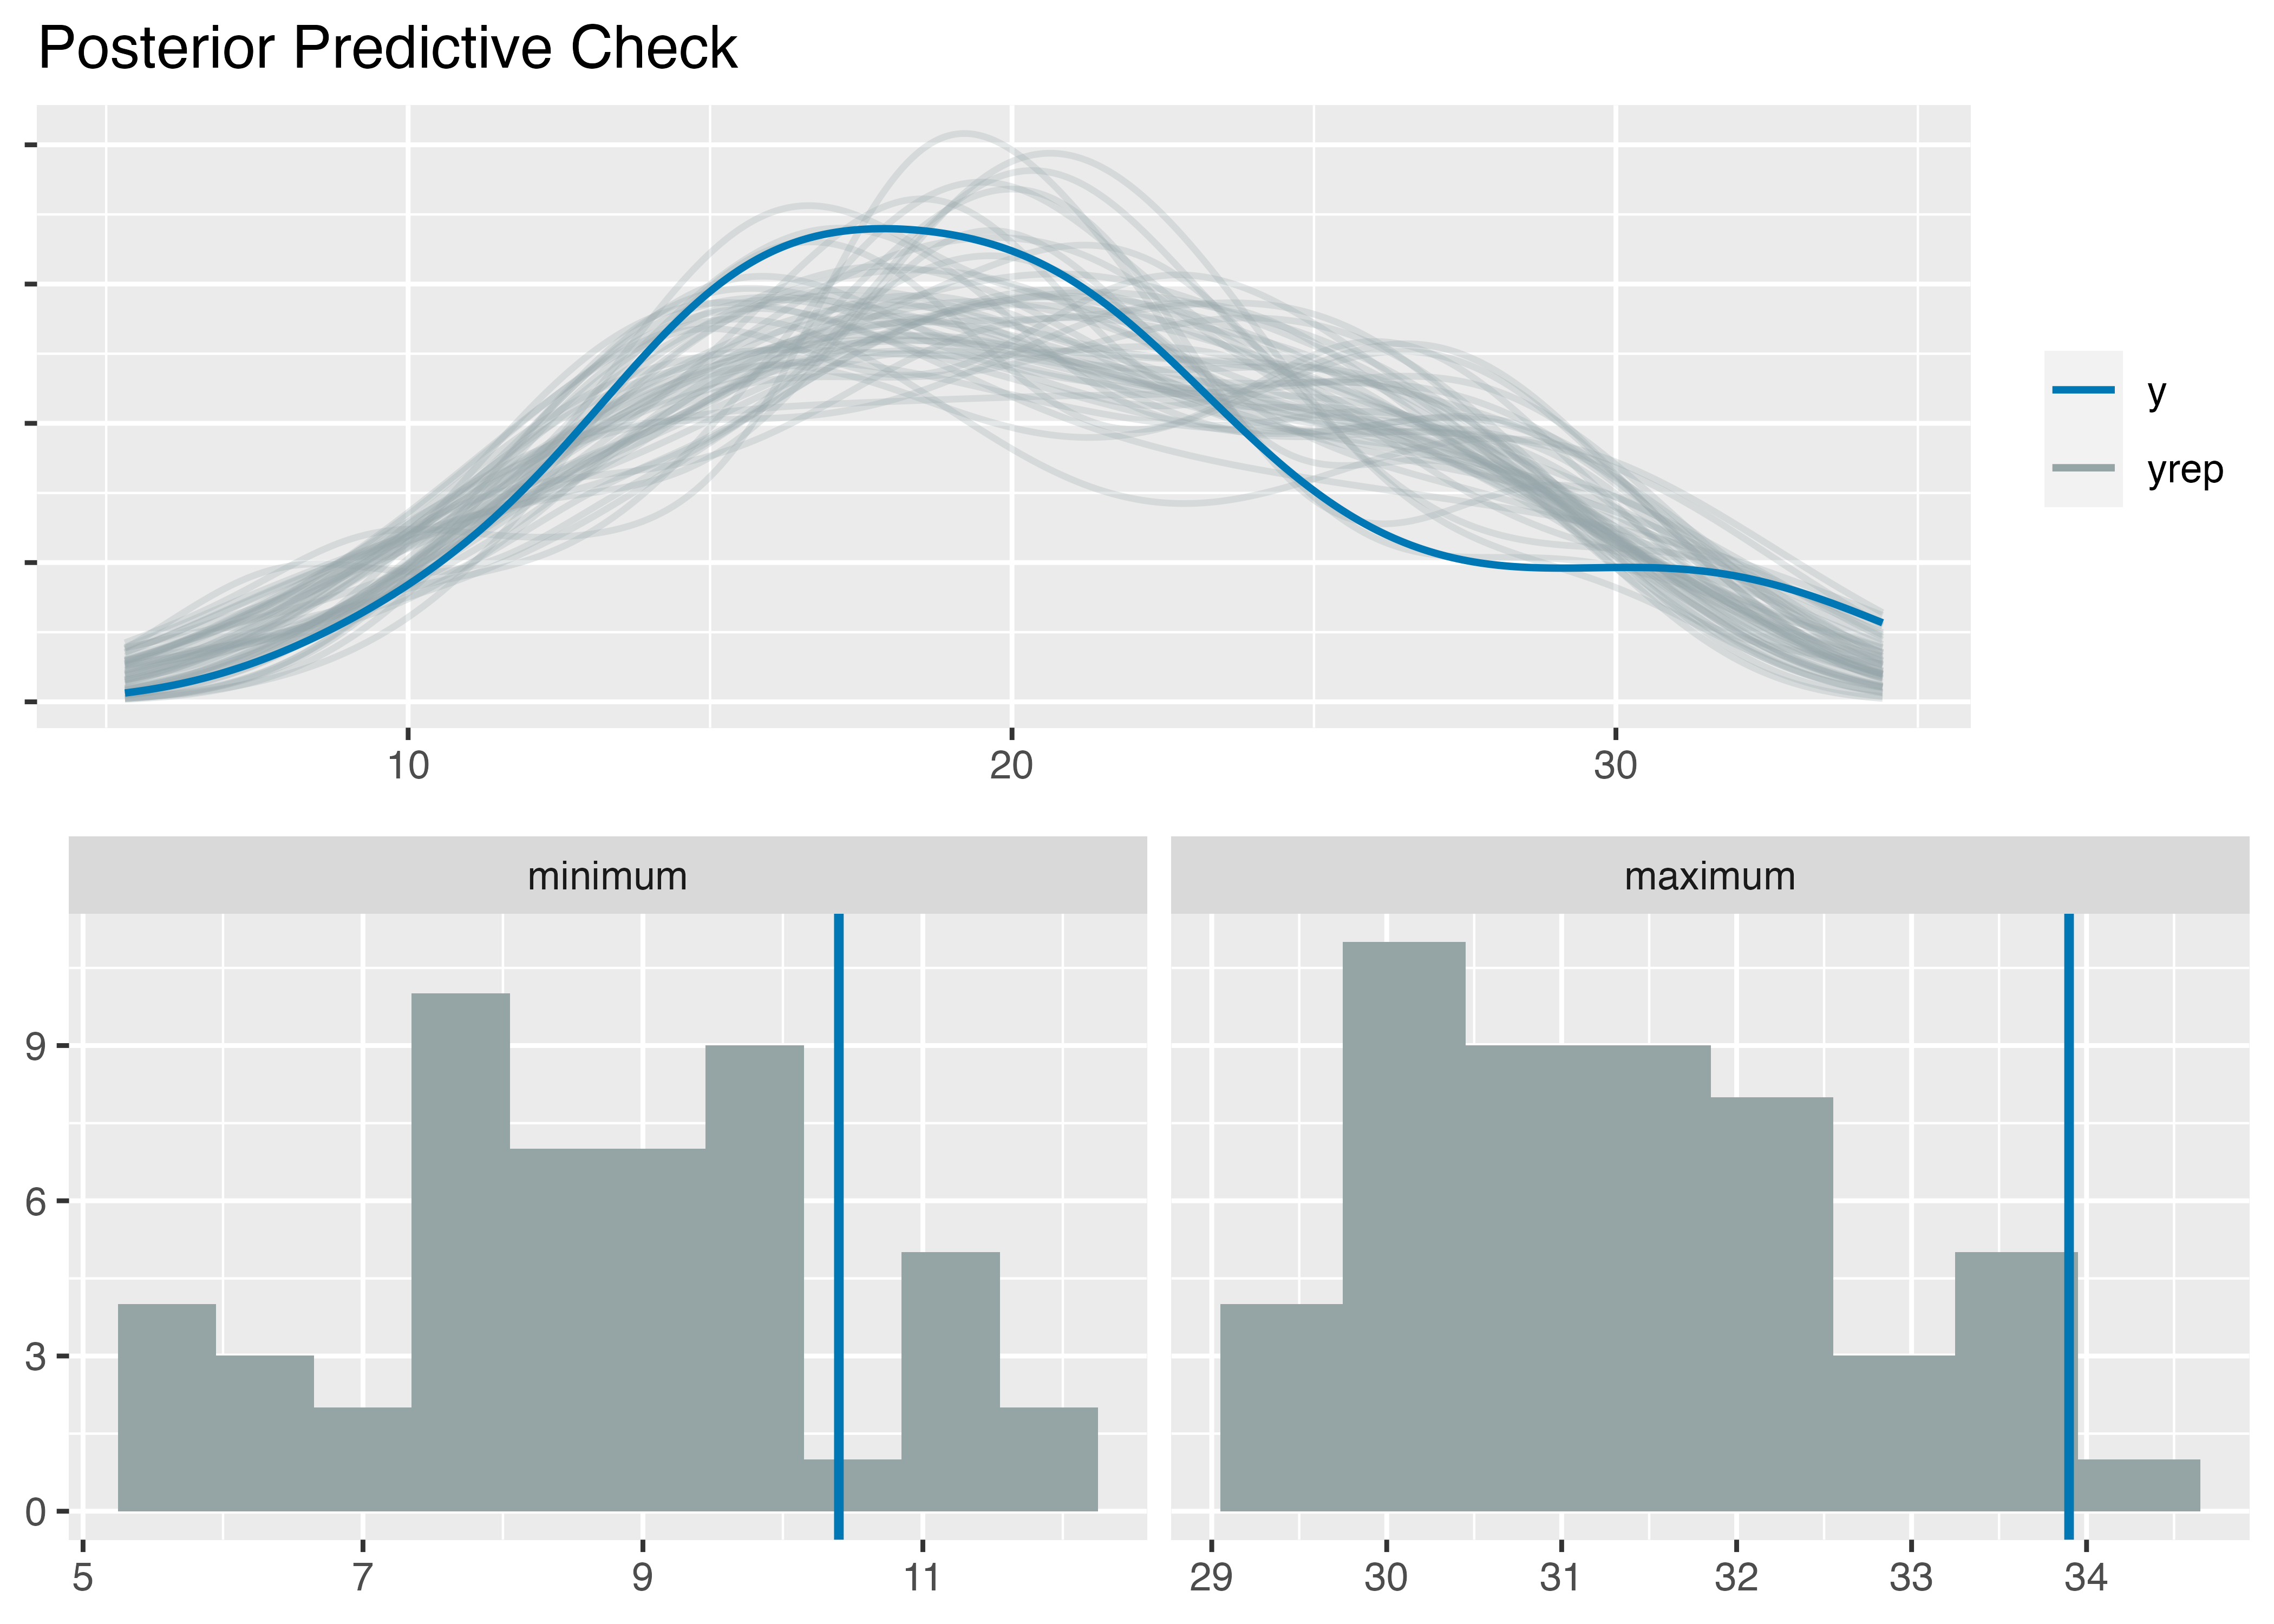 Posterior Predictive Check
y
yrep
10 20 30
minimum maximum
9
6
3
0
5 7 9 11 29 30 31 32 33 34